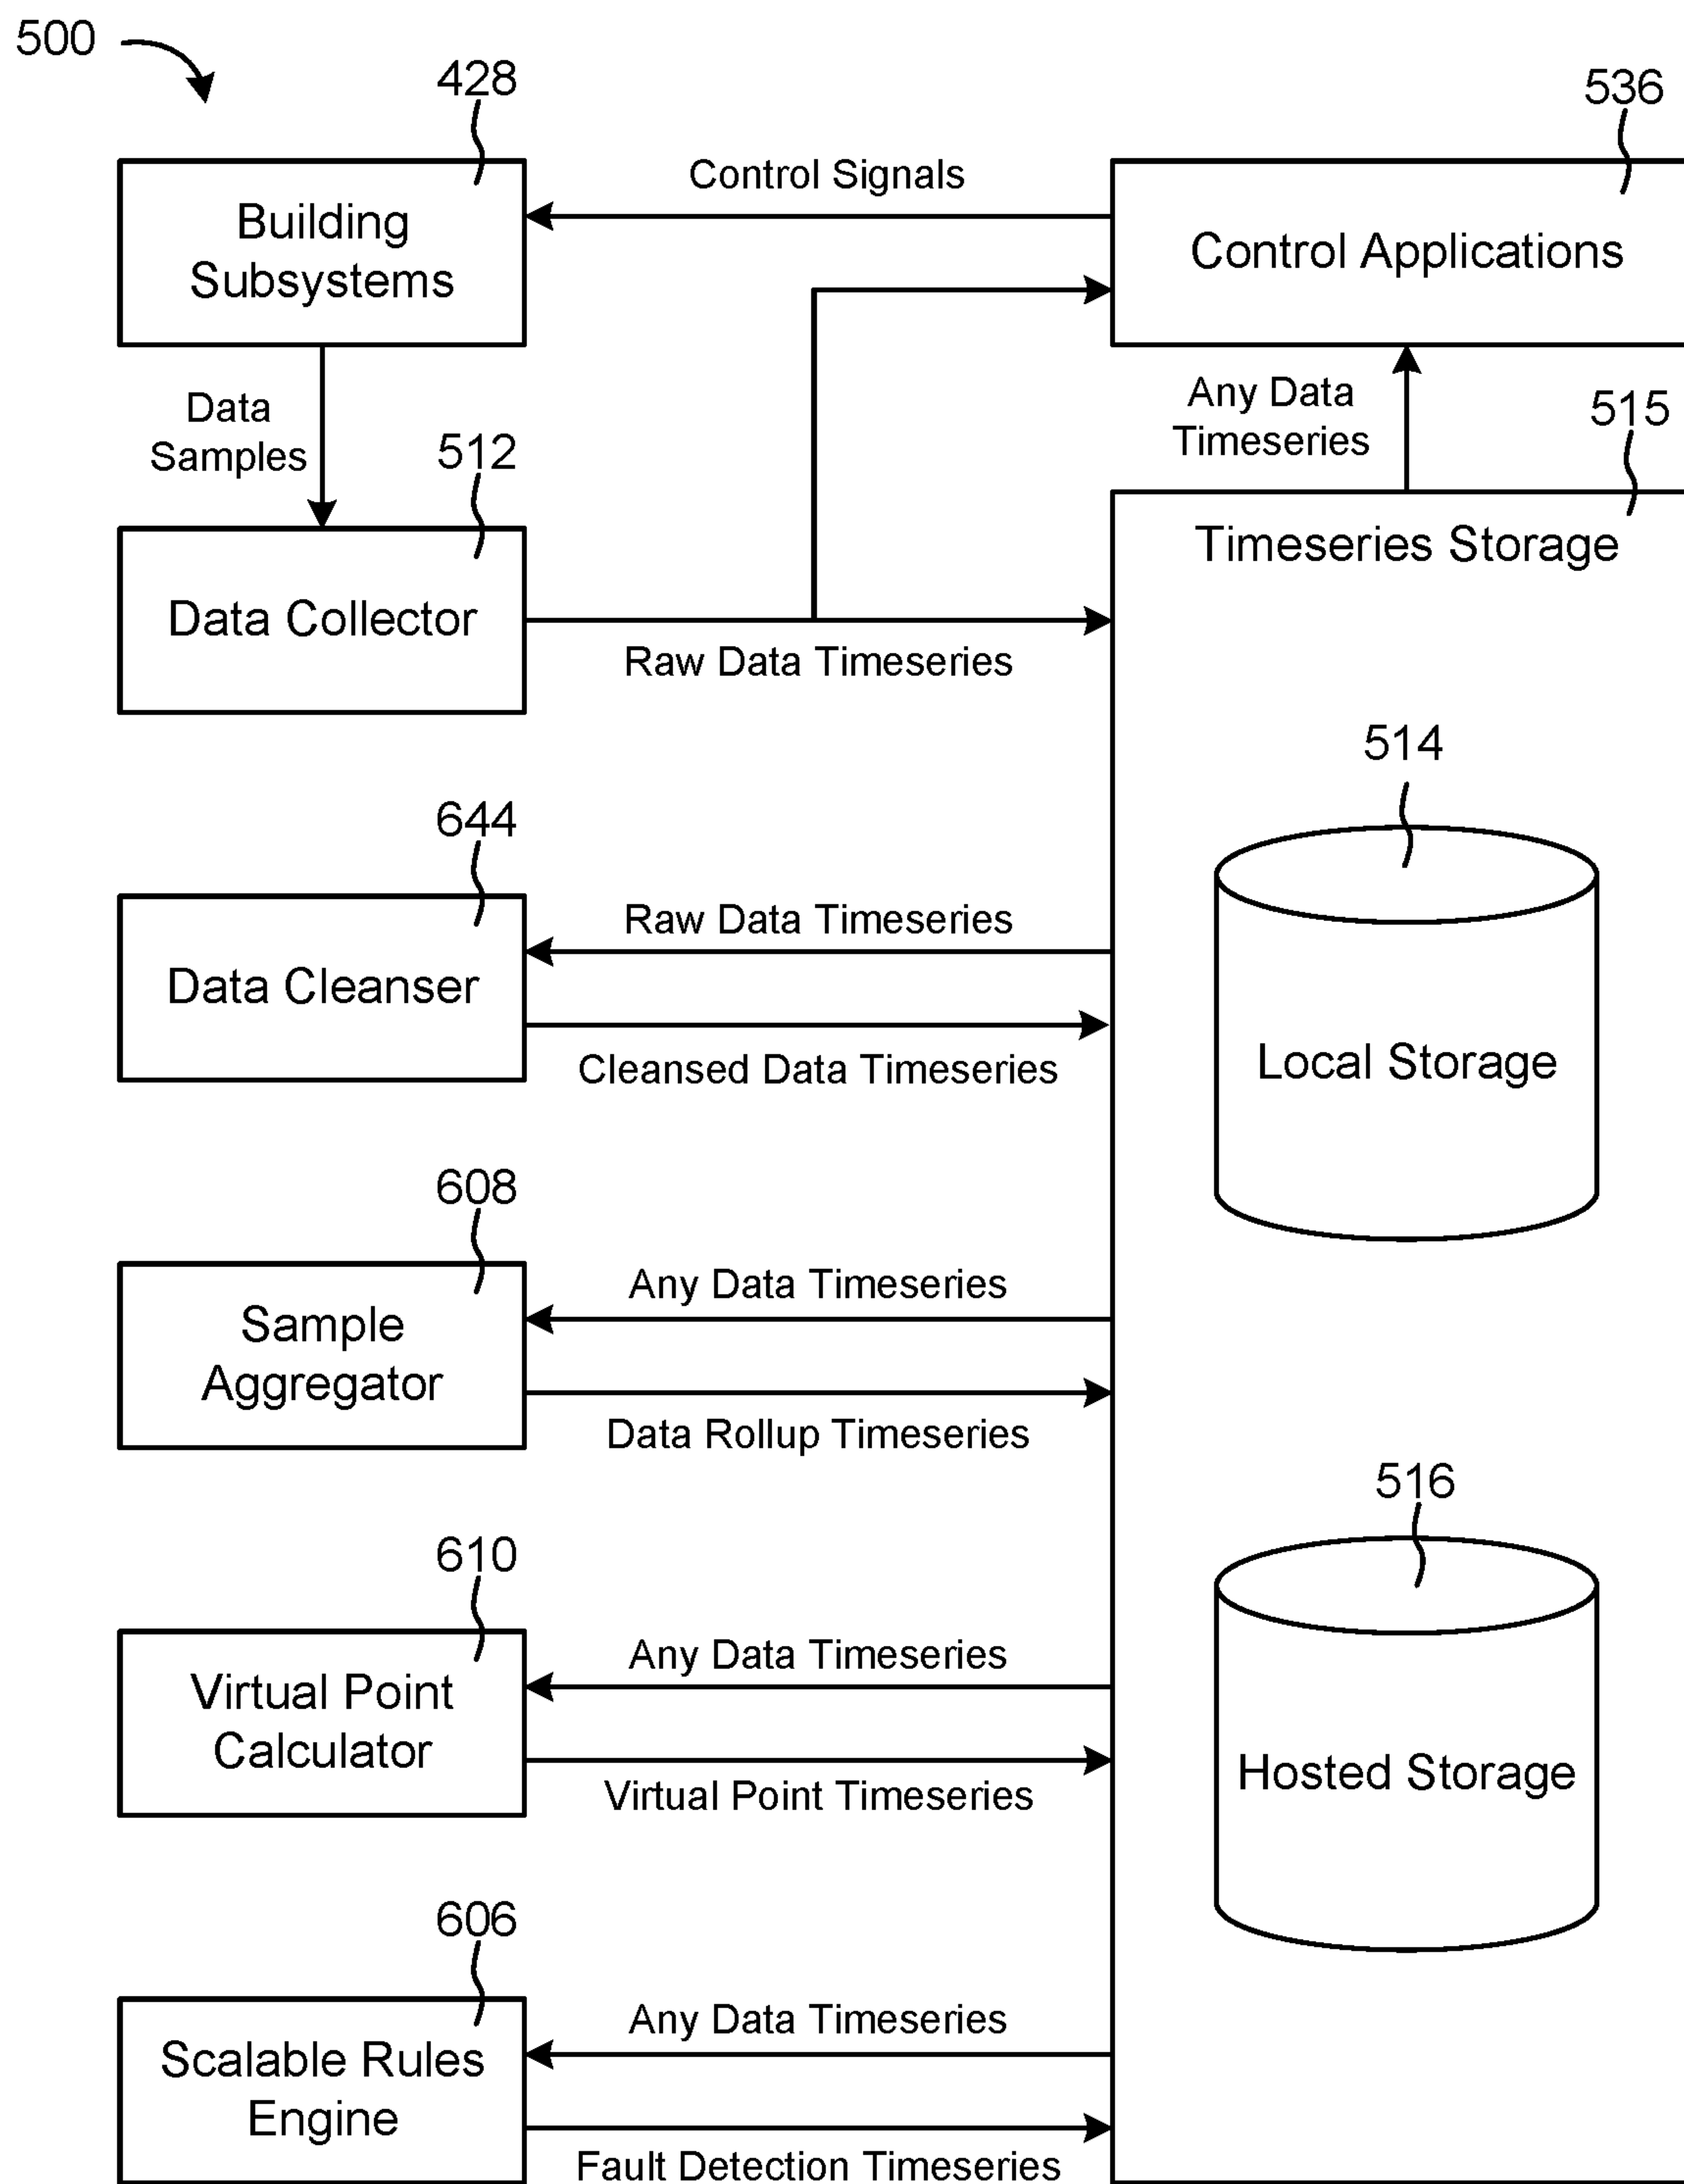 500
428
536
Building
Subsystems
Control Signals
Control Applications
Data
Samples
Any Data
Timeseries
515
512
Timeseries Storage
Data Collector
Raw Data Timeseries
514
644
Raw Data Timeseries
Data Cleanser
Cleansed Data Timeseries
Local Storage
608
Any Data Timeseries
Sample
Aggregator
Data Rollup Timeseries
516
610
Any Data Timeseries
Virtual Point
Calculator
Virtual Point Timeseries
Hosted Storage
606
Any Data Timeseries
Scalable Rules
Engine
Fault Detection Timeseries